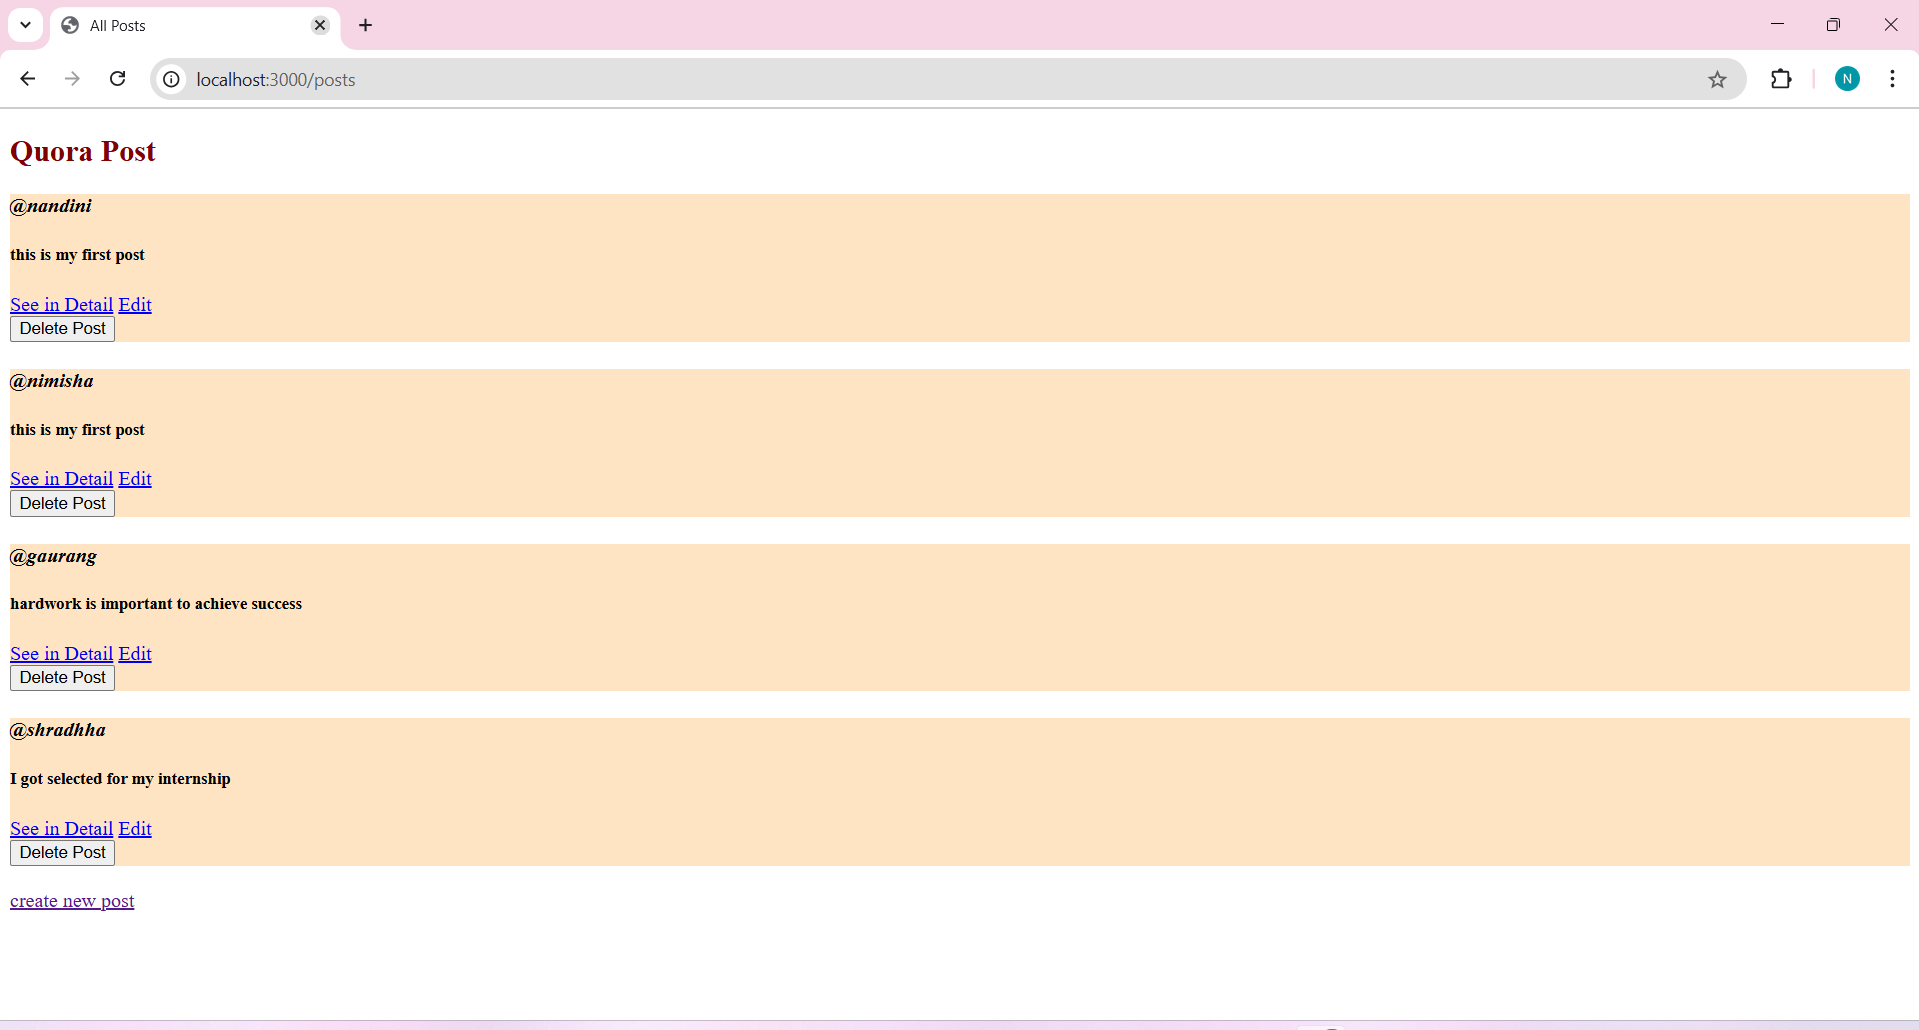 All Posts
localhost:3000/posts
N
Quora Post
@nandini
this is my first post
See in Detail Edit
Delete Post
@nimisha
this is my first post
See in Detail Edit
Delete Post
@gaurang
hardwork is important to achieve success
See in Detail Edit
Delete Post
@shradhha
I got selected for my internship
See in Detail Edit
Delete Post
create new post